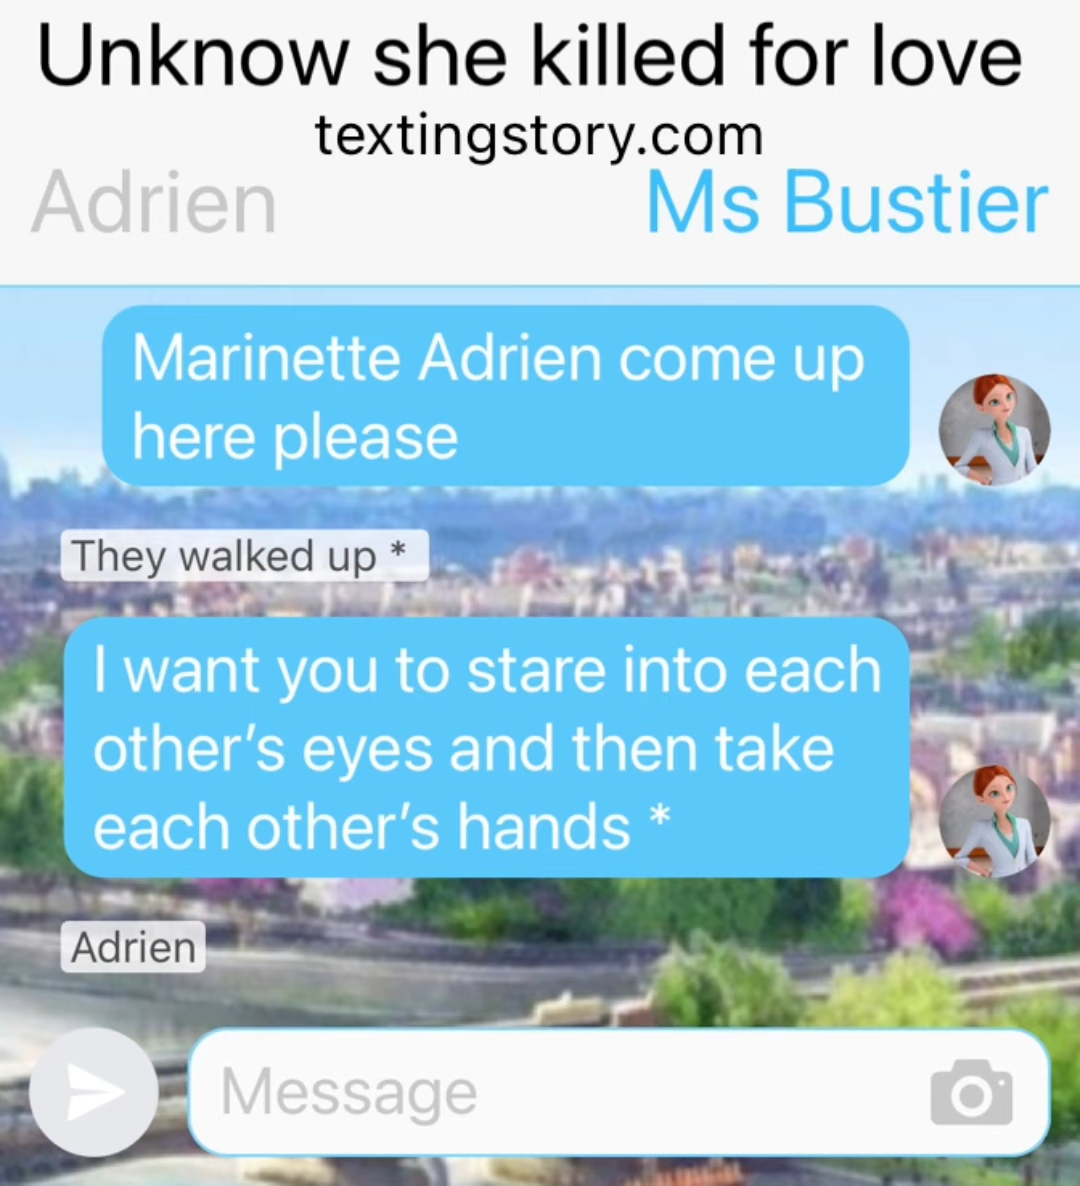 Unknow she killed for love
textingstory.com
Adrien
Ms Bustier
Marinette Adrien come up
here please
They walked up *
I want you to stare into each
other’s eyes and then take
each other’s hands *
Adrien
Message